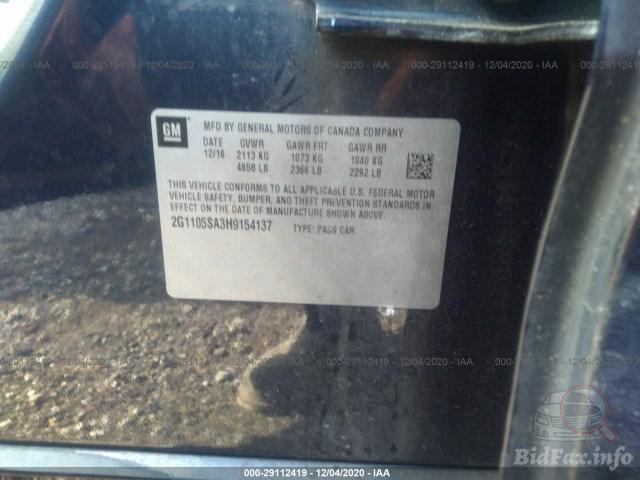 000-29112419 - 12/04/2020 - IAA
GM
MFD BY GENERAL MOTORS OF CANADA COMPANY
DATE GVWR GAWR FRT GAWR RR
12/16 2113 KG 1073 KG 1040 KG
4658 LB 2366 LB 2292 LB
THIS VEHICLE CONFORMS TO ALL APPLICABLE U.S. FEDERAL MOTOR
VEHICLE SAFETY, BUMPER, AND THEFT PREVENTION STANDARDS IN
EFFECT ON THE DATE OF MANUFACTURE SHOWN ABOVE.
2G1105SA3H9154137 TYPE: PASS CAR
000-29112419 - 12/04/2020 - IAA
000-29112419 - 12/04/2020 - IAA
BidFax.info